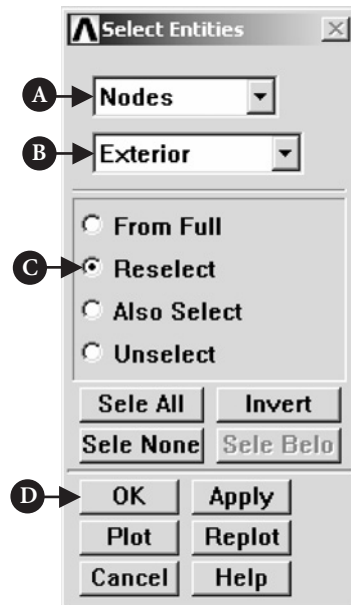 Select Entities
A Nodes
B Exterior
From Full
C Reselect
Also Select
Unselect
Sele All Invert
Sele None Sele Belo
D OK Apply
Plot Replot
Cancel Help